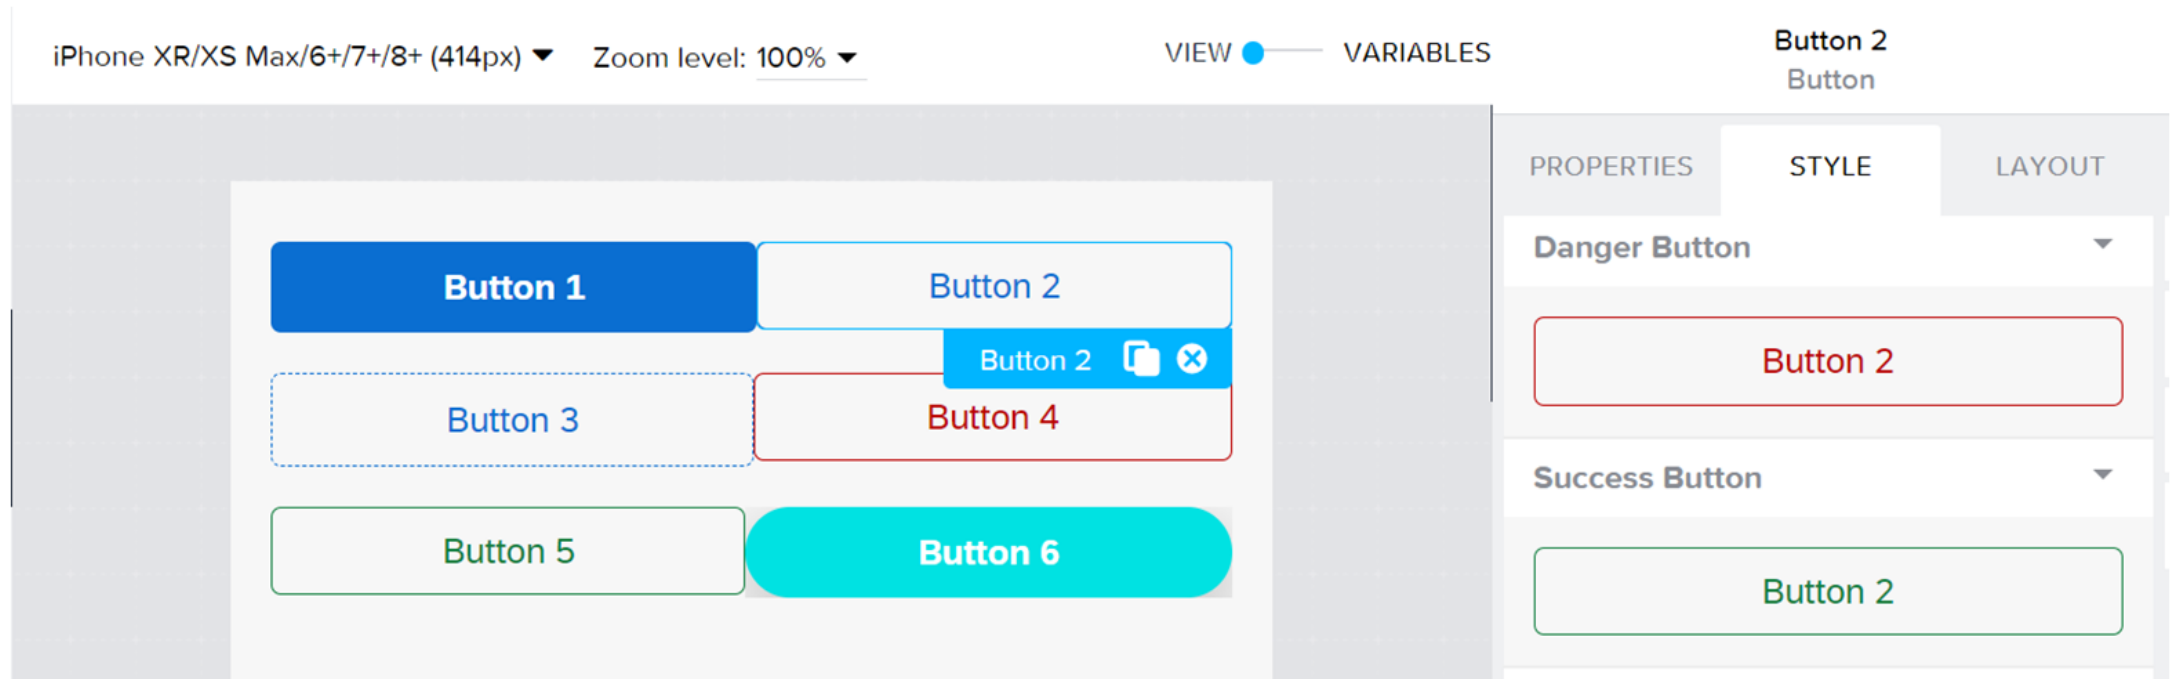 iPhone XR/XS Max/6+/7+/8+ (414px) Zoom level: 100% VIEW VARIABLES
Button 2
Button
PROPERTIES STYLE LAYOUT
Button 1 Button 2
Button 2
Button 3 Button 4
Button 5 Button 6
Danger Button
Button 2
Success Button
Button 2